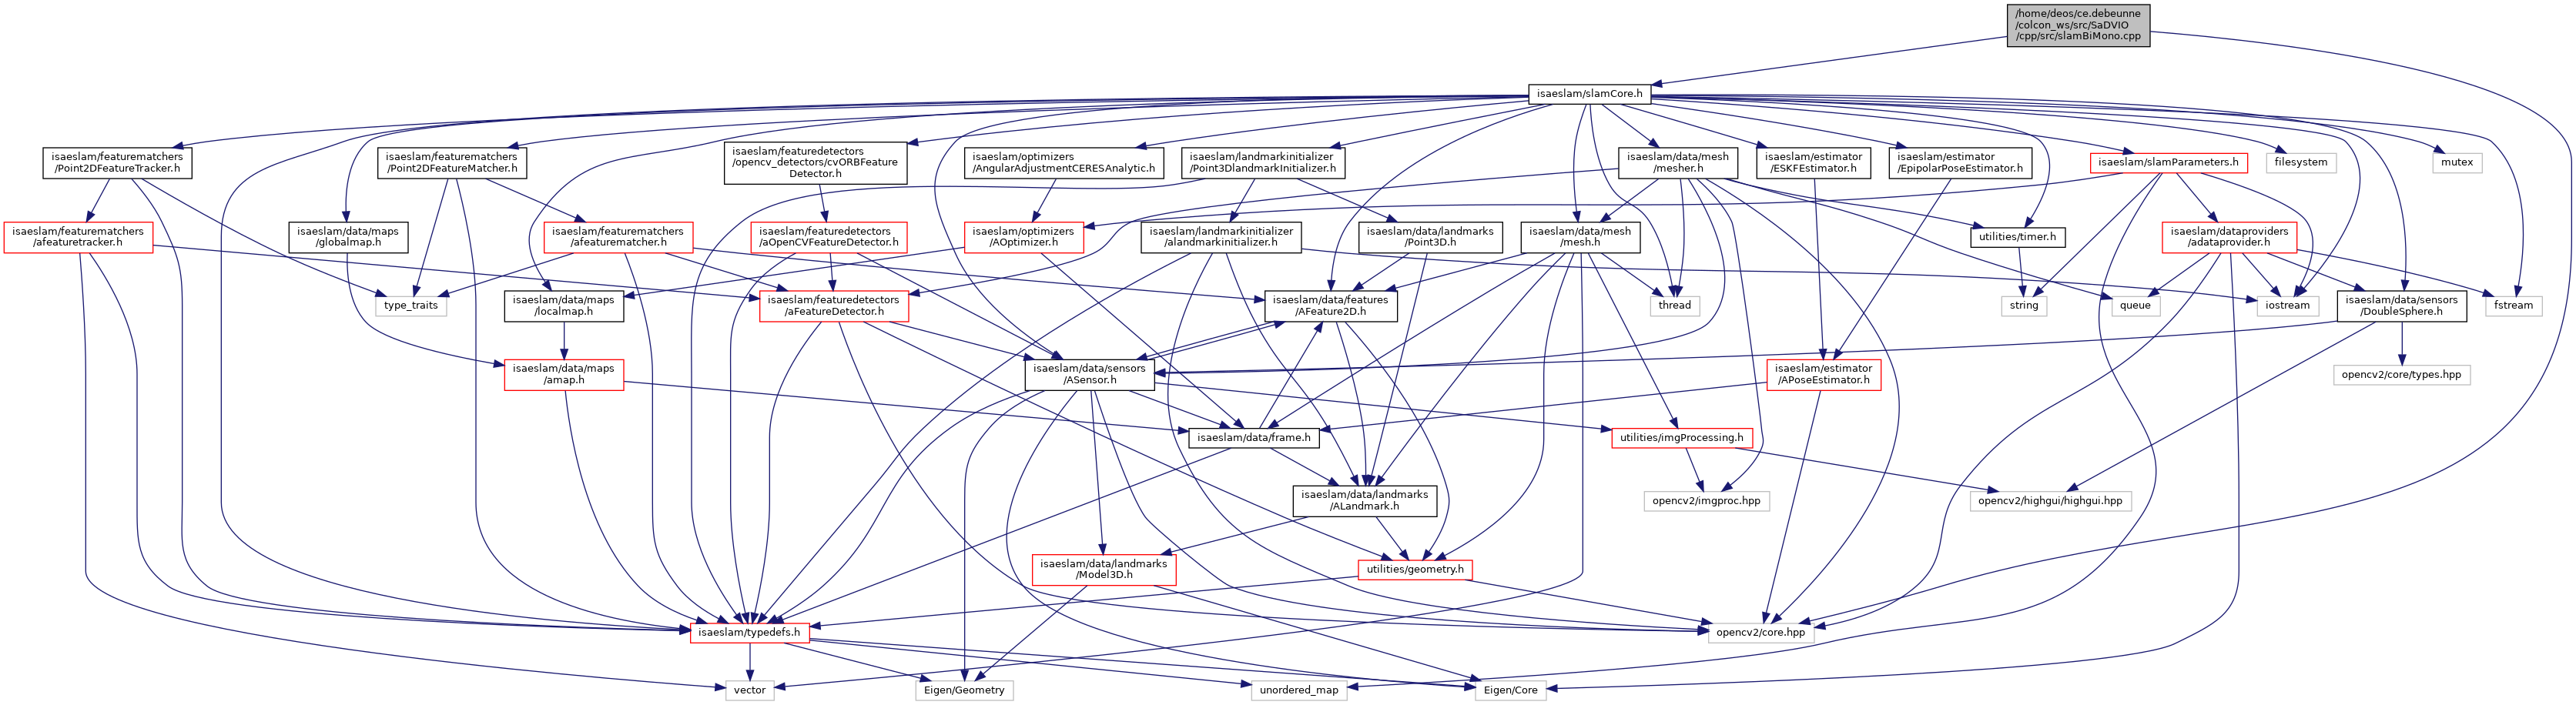 /home/deos/ce.debeunne
/colcon_ws/src/SaDVIO
/cpp/src/slamBiMono.cpp
isaeslam/slamCore.h
isaeslam/featurematchers
/Point2DFeatureTracker.h
isaeslam/featurematchers
/Point2DFeatureMatcher.h
isaeslam/featuredetectors
/opencv_detectors/cvORBFeature
Detector.h
isaeslam/optimizers
/AngularAdjustmentCERESAnalytic.h
isaeslam/landmarkinitializer
/Point3DlandmarkInitializer.h
isaeslam/data/mesh
/mesher.h
isaeslam/estimator
/ESKFEstimator.h
isaeslam/estimator
/EpipolarPoseEstimator.h
isaeslam/slamParameters.h
filesystem
mutex
isaeslam/featurematchers
/afeaturetracker.h
isaeslam/data/maps
/globalmap.h
isaeslam/featurematchers
/afeaturematcher.h
isaeslam/featuredetectors
/aOpenCVFeatureDetector.h
isaeslam/optimizers
/AOptimizer.h
isaeslam/landmarkinitializer
/alandmarkinitializer.h
isaeslam/data/landmarks
/Point3D.h
isaeslam/data/mesh
/mesh.h
utilities/timer.h
isaeslam/dataproviders
/adataprovider.h
type_traits
isaeslam/data/maps
/localmap.h
isaeslam/featuredetectors
/aFeatureDetector.h
isaeslam/data/features
/AFeature2D.h
thread
string
queue
iostream
isaeslam/data/sensors
/DoubleSphere.h
fstream
isaeslam/data/maps
/amap.h
isaeslam/data/sensors
/ASensor.h
isaeslam/estimator
/APoseEstimator.h
opencv2/core/types.hpp
isaeslam/data/frame.h
utilities/imgProcessing.h
isaeslam/data/landmarks
/ALandmark.h
opencv2/imgproc.hpp
opencv2/highgui/highgui.hpp
isaeslam/data/landmarks
/Model3D.h
utilities/geometry.h
isaeslam/typedefs.h
opencv2/core.hpp
vector
Eigen/Geometry
unordered_map
Eigen/Core